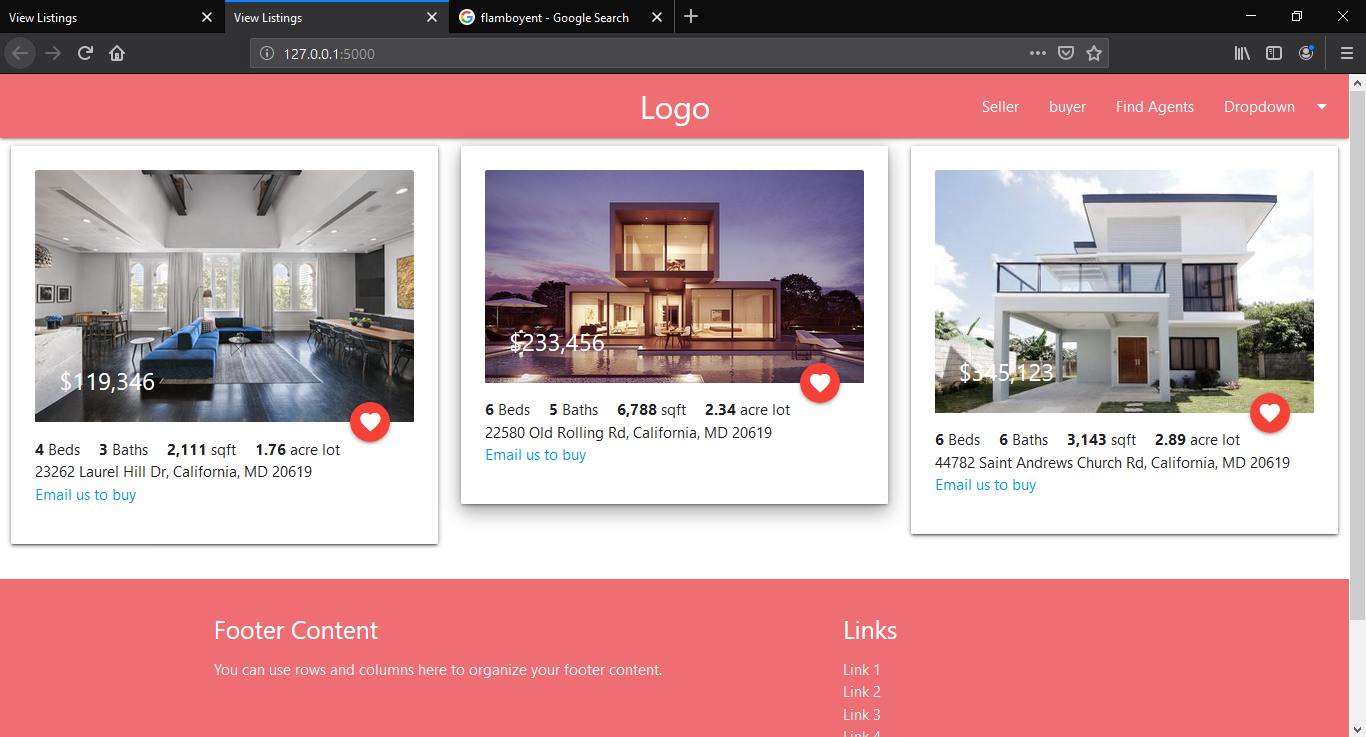 View Listings
View Listings
flamboyent - Google Search
127.0.0.1:5000
Logo
Seller
buyer
Find Agents
Dropdown
$119,346
4 Beds 3 Baths 2,111 sqft 1.76 acre lot
23262 Laurel Hill Dr, California, MD 20619
Email us to buy
$233,456
6 Beds 5 Baths 6,788 sqft 2.34 acre lot
22580 Old Rolling Rd, California, MD 20619
Email us to buy
$345,123
6 Beds 6 Baths 3,143 sqft 2.89 acre lot
44782 Saint Andrews Church Rd, California, MD 20619
Email us to buy
Footer Content
You can use rows and columns here to organize your footer content.
Links
Link 1
Link 2
Link 3
Link 4